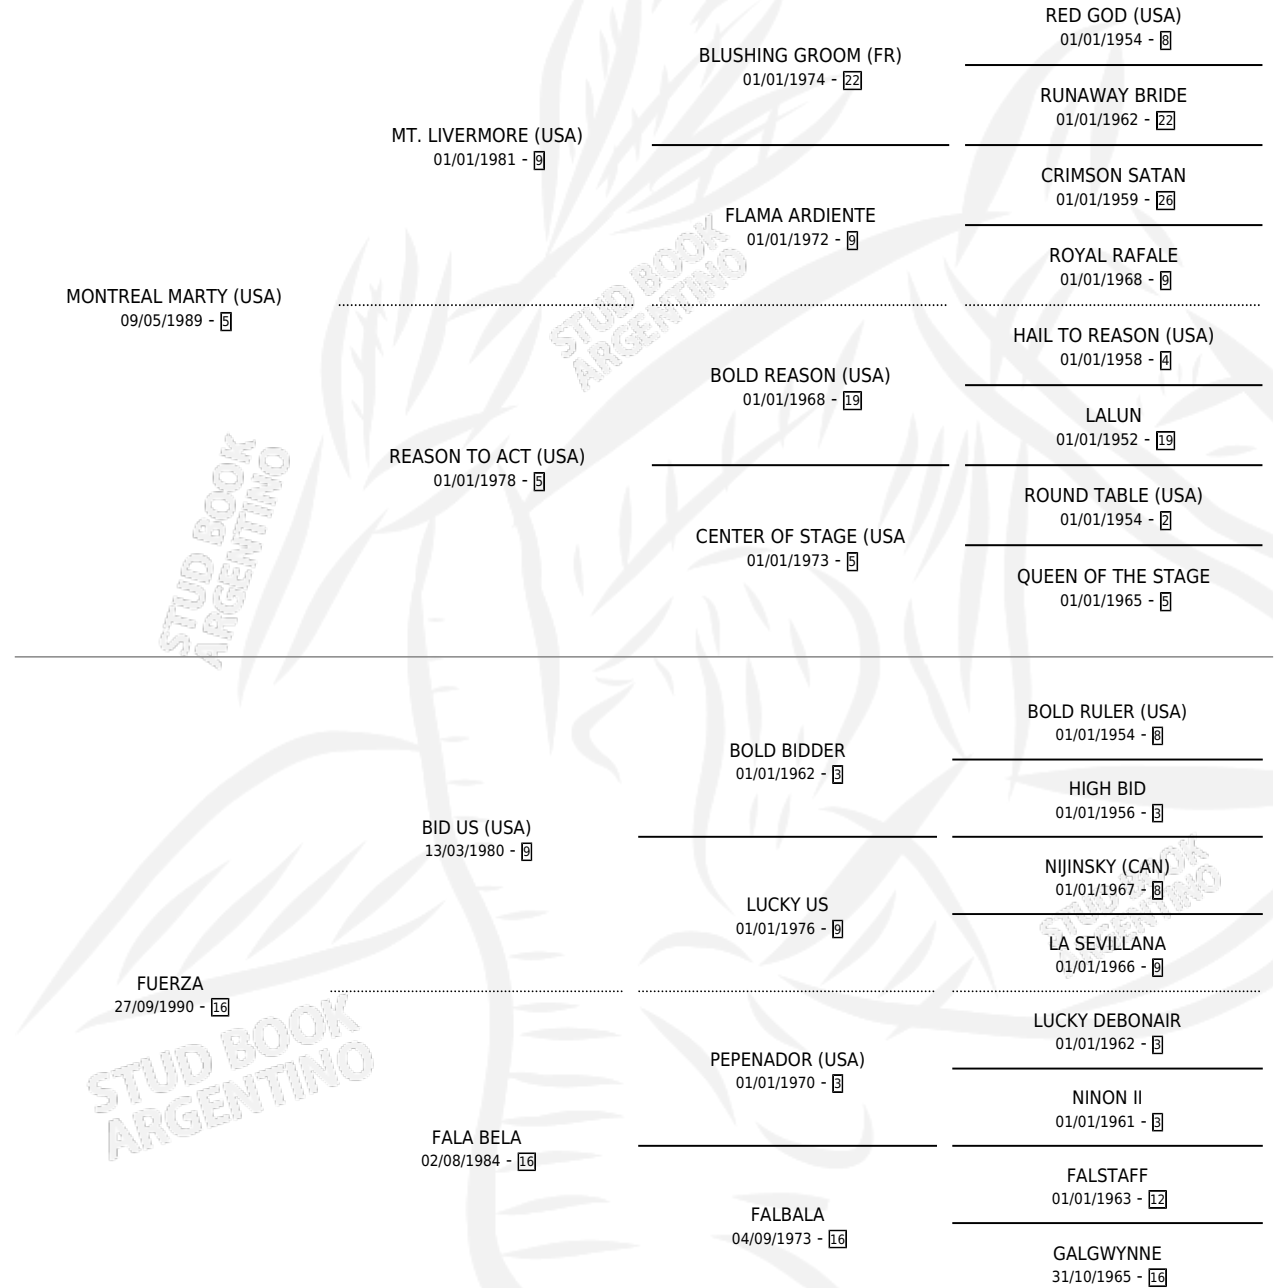 RED GOD (USA)
01/01/1954 - 8
BLUSHING GROOM (FR)
01/01/1974 - 22
RUNAWAY BRIDE
01/01/1962 - 22
MT. LIVERMORE (USA)
01/01/1981 - 9
CRIMSON SATAN
01/01/1959 - 26
FLAMA ARDIENTE
01/01/1972 - 9
ROYAL RAFALE
01/01/1968 - 9
MONTREAL MARTY (USA)
09/05/1989 - 5
HAIL TO REASON (USA)
01/01/1958 - 4
BOLD REASON (USA)
01/01/1968 - 19
LALUN
01/01/1952 - 19
REASON TO ACT (USA)
01/01/1978 - 5
ROUND TABLE (USA)
01/01/1954 - 2
CENTER OF STAGE (USA
01/01/1973 - 5
QUEEN OF THE STAGE
01/01/1965 - 5
STUD BOOK
ARGENTINO
STUD BOOK
ARGENTINO
BOLD RULER (USA)
01/01/1954 - 8
BOLD BIDDER
01/01/1962 - 3
HIGH BID
01/01/1956 - 3
BID US (USA)
13/03/1980 - 9
NIJINSKY (CAN)
01/01/1967 - 8
LUCKY US
01/01/1976 - 9
LA SEVILLANA
01/01/1966 - 9
STUD BOOK
ARGENTINO
FUERZA
27/09/1990 - 16
LUCKY DEBONAIR
01/01/1962 - 3
PEPENADOR (USA)
01/01/1970 - 3
NINON II
01/01/1961 - 3
FALA BELA
02/08/1984 - 16
FALSTAFF
01/01/1963 - 12
FALBALA
04/09/1973 - 16
GALGWYNNE
31/10/1965 - 16
STUD BOOK
ARGENTINO